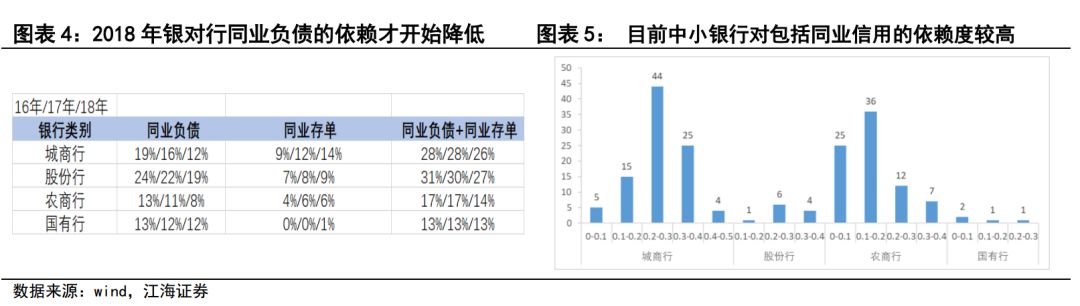 图表 4：2018 年银对行同业负债的依赖才开始降低
16年/17年/18年
银行类别 同业负债 同业存单 同业负债+同业存单
城商行 19%/16%/12% 9%/12%/14% 28%/28%/26%
股份行 24%/22%/19% 7%/8%/9% 31%/30%/27%
农商行 13%/11%/8% 4%/6%/6% 17%/17%/14%
国有行 13%/12%/12% 0%/0%/1% 13%/13%/13%
图表 5： 目前中小银行对包括同业信用的依赖度较高
50
45
40
35
30
25
20
15
10
5
0
5 15 44 25 4 1 6 4 25 36 12 7 2 1 1
0-0.1 0.1-0.2 0.2-0.3 0.3-0.4 0.4-0.5 0.1-0.2 0.2-0.3 0.3-0.4 0-0.1 0.1-0.2 0.2-0.3 0.3-0.4 0-0.1 0.1-0.2 0.2-0.3
城商行 股份行 农商行 国有行
数据来源：wind，江海证券